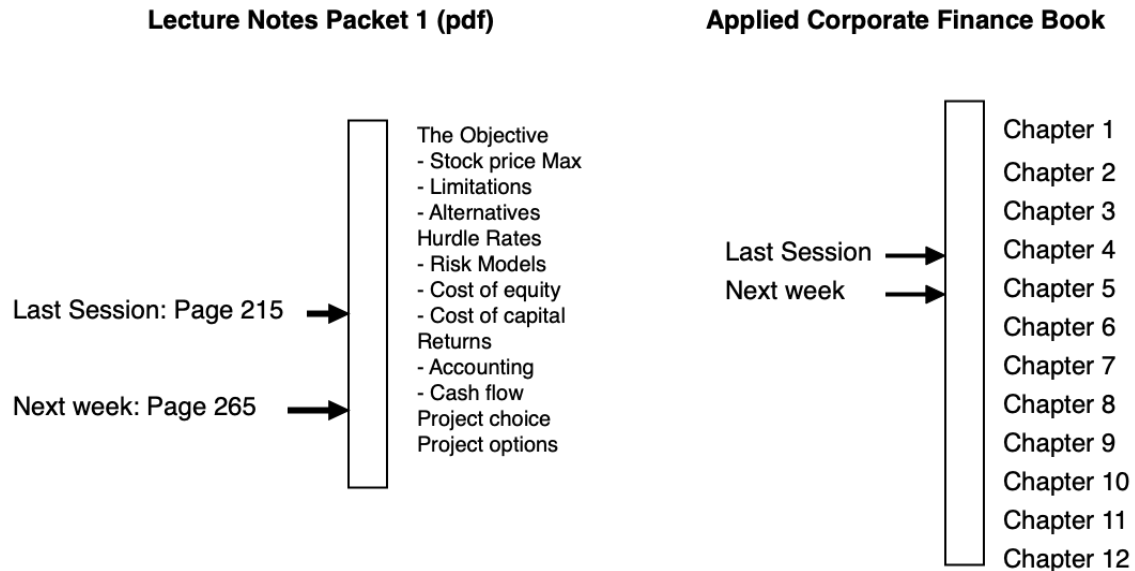 Lecture Notes Packet 1 (pdf)
The Objective
- Stock price Max
- Limitations
- Alternatives
Hurdle Rates
- Risk Models
- Cost of equity
- Cost of capital
Returns
- Accounting
- Cash flow
Project choice
Project options
Last Session: Page 215
Next week: Page 265
Applied Corporate Finance Book
Chapter 1
Chapter 2
Chapter 3
Chapter 4
Chapter 5
Chapter 6
Chapter 7
Chapter 8
Chapter 9
Chapter 10
Chapter 11
Chapter 12
Last Session
Next week